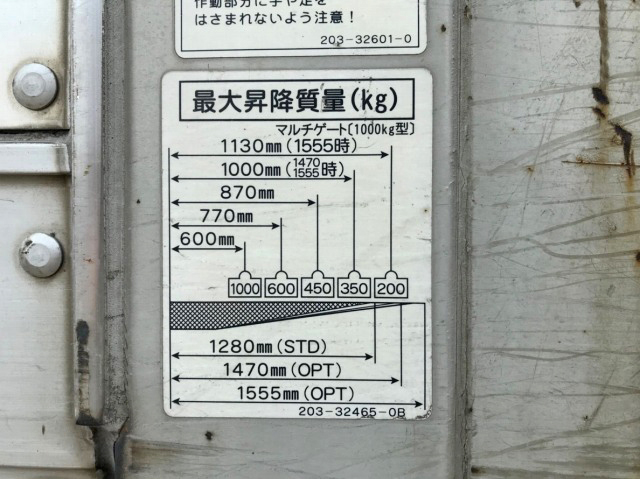 作動部分に手や足を
はさまれないよう注意！
203-32601-0
最大昇降質量(kg)
マルチゲート〔1000kg型〕
1130mm(1555時)
1000mm(1470 1555時)
870mm
770mm
600mm
1000 600 450 350 200
1280mm(STD)
1470mm(OPT)
1555mm(OPT)
203-32465-0B